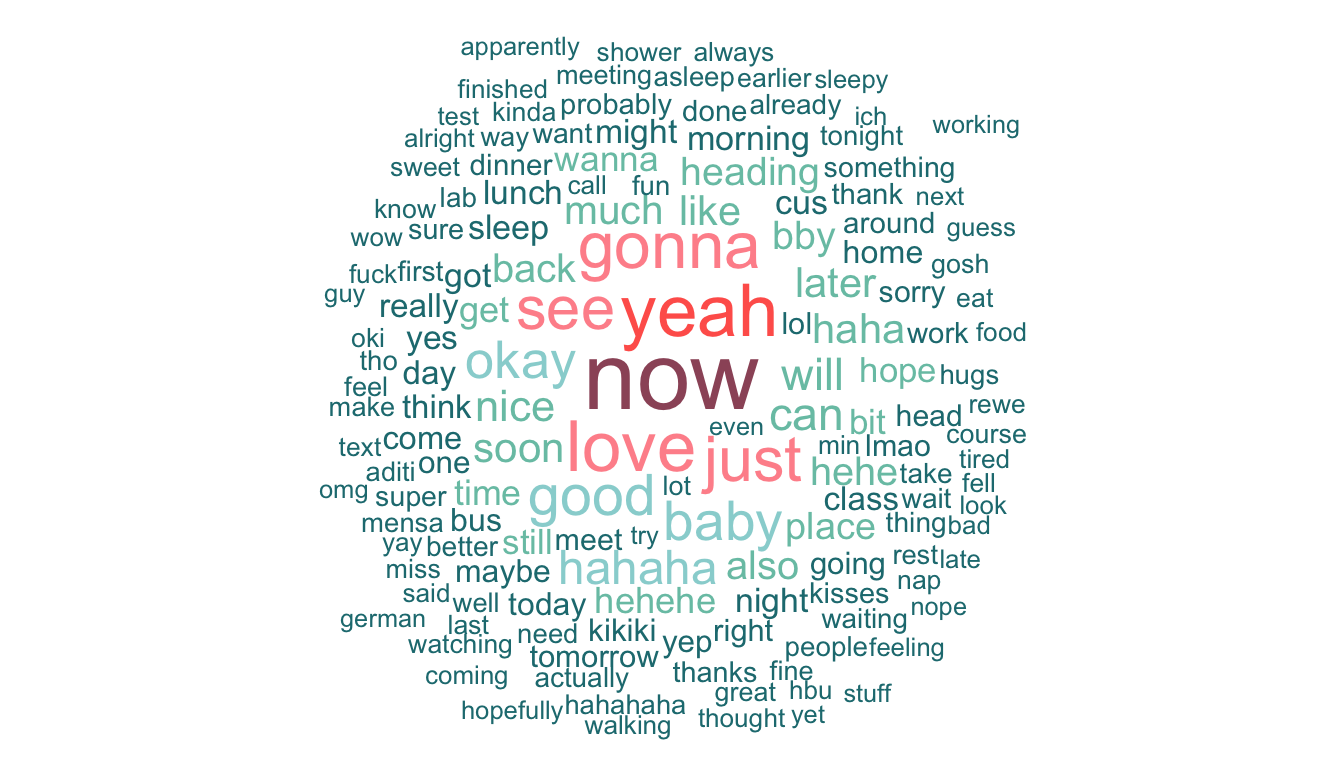 apparently shower always
meeting asleep earlier sleepy
finished
test kinda probably done already ich
working
alright way want might morning tonight
sweet dinner wanna heading something
know lab lunch call fun cus thank next
wow sure sleep much like bby around guess
gonna home gosh
fuck first got back later sorry eat
guy really get see yeah lol haha work food
oki yes
tho day okay now will hope hugs
feel
make think nice can bit head rewe
even
text come soon love just min lmao course
aditi one hehe take tired
omg super time good lot class wait fell look
mensa bus baby place thing bad
yay better still meet try
miss maybe hahaha also going rest late
nap
said well today hehehe night kisses nope
german last waiting
watching need kikiki yep right people feeling
tomorrow
coming actually thanks fine
great hbu stuff
hopefully hahahaha
walking thought yet